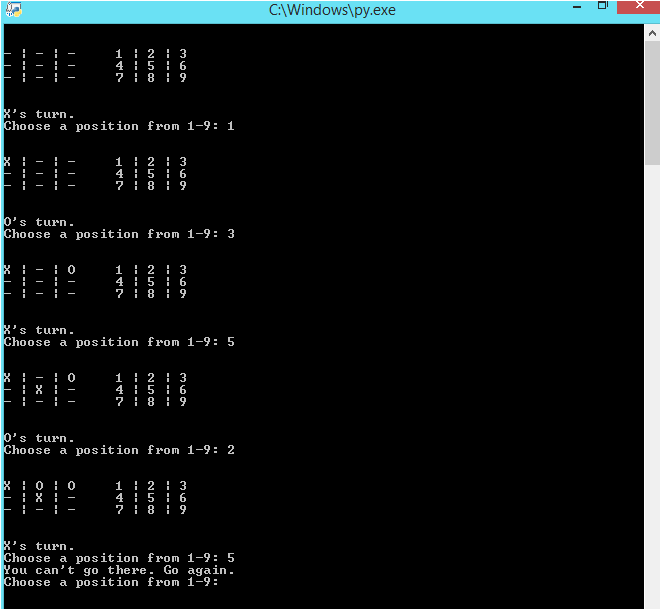 C:\Windows\py.exe
- | - | -     1 | 2 | 3
- | - | -     4 | 5 | 6
- | - | -     7 | 8 | 9
X's turn.
Choose a position from 1-9: 1
X | - | -     1 | 2 | 3
- | - | -     4 | 5 | 6
- | - | -     7 | 8 | 9
O's turn.
Choose a position from 1-9: 3
X | - | O     1 | 2 | 3
- | - | -     4 | 5 | 6
- | - | -     7 | 8 | 9
X's turn.
Choose a position from 1-9: 5
X | - | O     1 | 2 | 3
- | X | -     4 | 5 | 6
- | - | -     7 | 8 | 9
O's turn.
Choose a position from 1-9: 2
X | O | O     1 | 2 | 3
- | X | -     4 | 5 | 6
- | - | -     7 | 8 | 9
X's turn.
Choose a position from 1-9: 5
You can't go there. Go again.
Choose a position from 1-9: